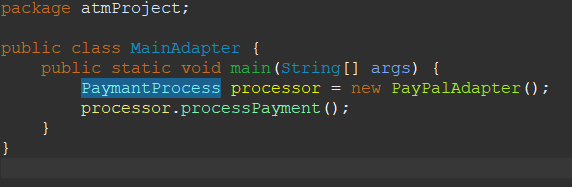 package atmProject;
public class MainAdapter {
public static void main(String[] args) {
PaymantProcess processor = new PayPalAdapter();
processor.processPayment();
}
}